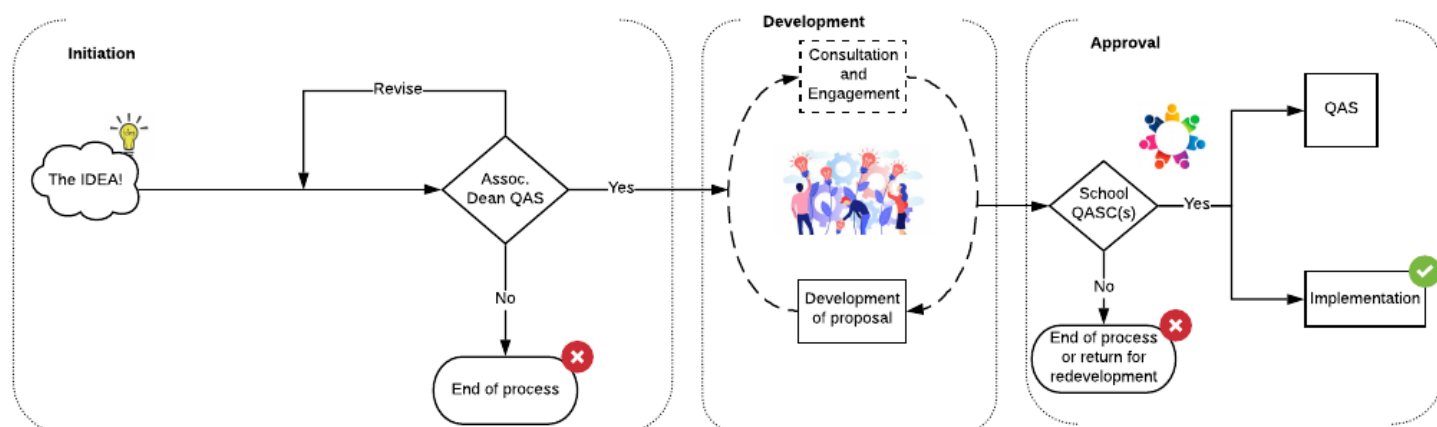 Initiation
Revise
The IDEA!
Assoc.
Dean QAS
Yes
No
End of process
Development
Consultation
and
Engagement
Development
of proposal
Approval
School
QASC(s)
Yes
No
End of process
or return for
redevelopment
QAS
Implementation